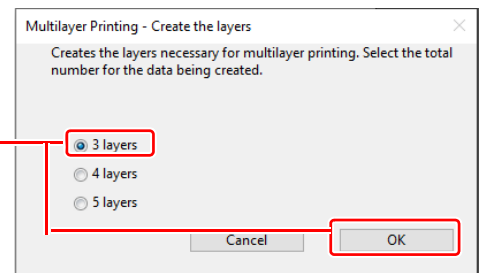 Multilayer Printing - Create the layers
Creates the layers necessary for multilayer printing. Select the total
number for the data being created.
3 layers
4 layers
5 layers
Cancel
OK